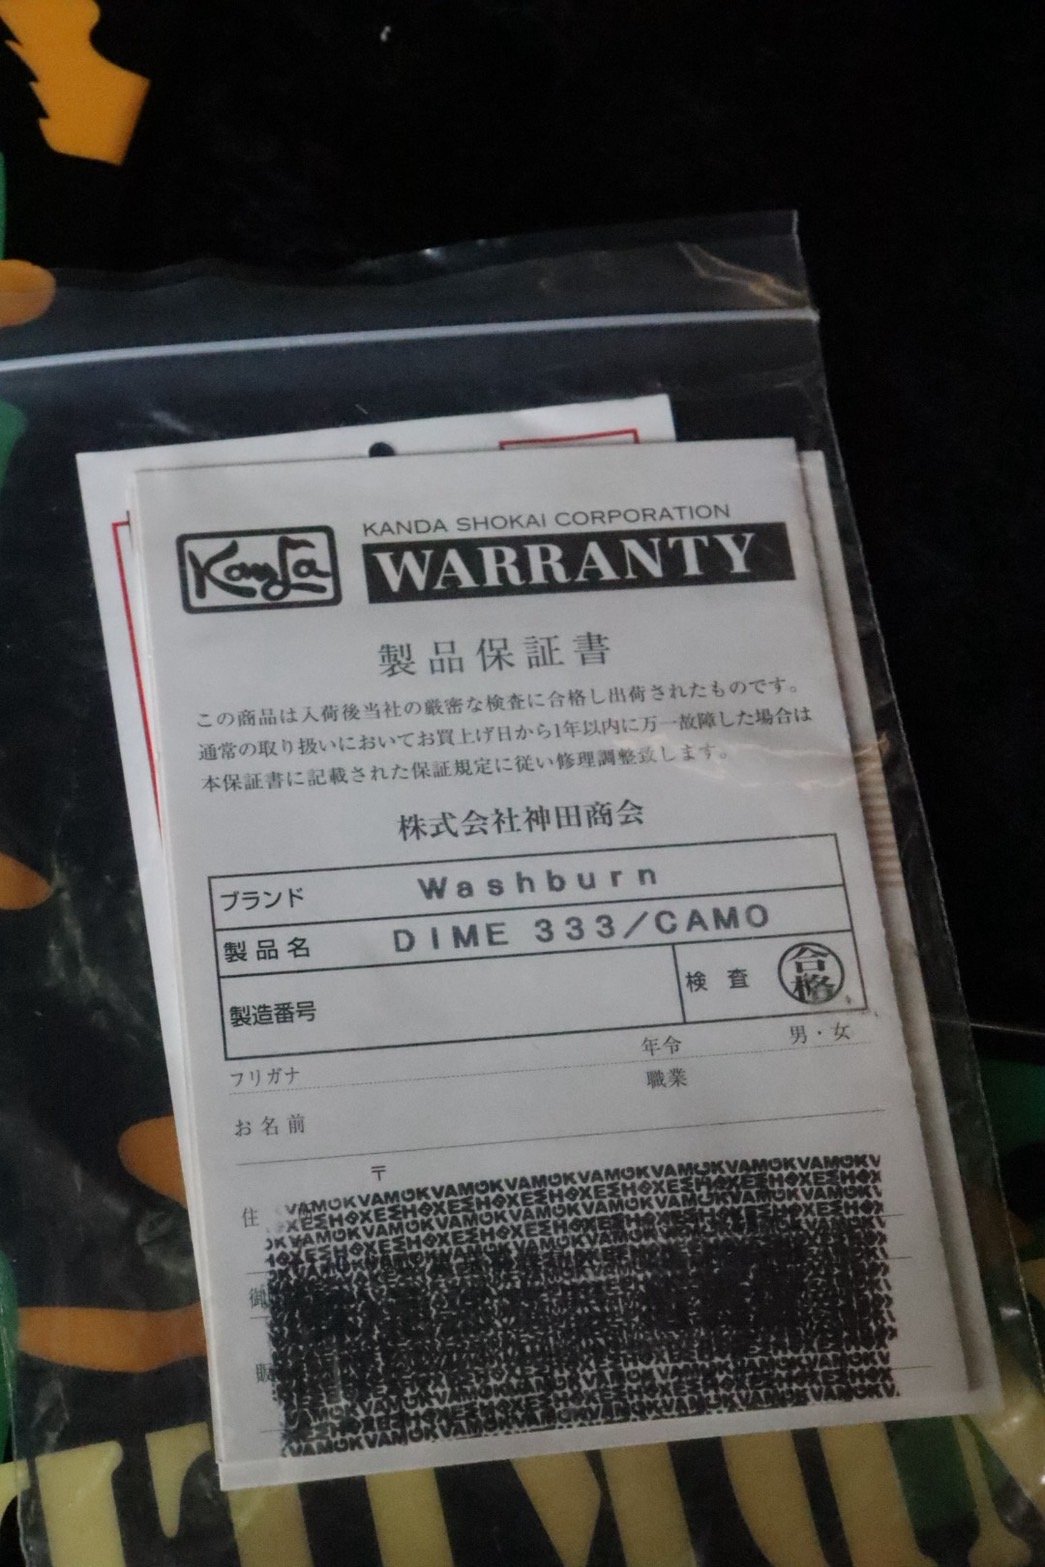 Kanda
KANDA SHOKAI CORPORATION
WARRANTY
製品保証書
この商品は入荷後当社の厳密な検査に合格し出荷されたものです。
通常の取り扱いにおいてお買上げ日から1年以内に万一故障した場合は
本保証書に記載された保証規定に従い修理調整致します。
株式会社神田商会
ブランド Washburn
製品名 DIME 333/CAMO
製造番号 検査 合格
フリガナ 年令 男・女
お名前 職業
〒
住
御